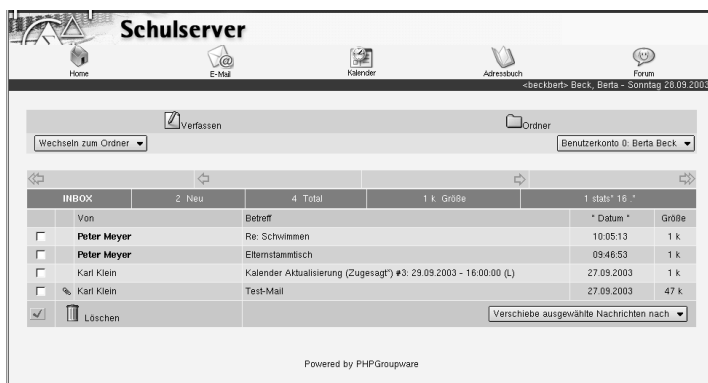 Schulserver
Home E-Mail Kalender Adressbuch Forum
<beckbert> Beck, Berta - Sonntag 28.09.2003
Verfassen Ordner
Wechseln zum Ordner Benutzerkonto 0: Berta Beck
INBOX 2 Neu 4 Total 1 k Größe 1 stats" 16 ."
Von Betreff " Datum " Größe
Peter Meyer Re: Schwimmen 10:05:13 1 k
Peter Meyer Elternstammtisch 09:46:53 1 k
Karl Klein Kalender Aktualisierung (Zugesagt") #3: 29.09.2003 - 16:00:00 (L) 27.09.2003 1 k
Karl Klein Test-Mail 27.09.2003 47 k
Löschen Verschiebe ausgewählte Nachrichten nach
Powered by PHPGroupware